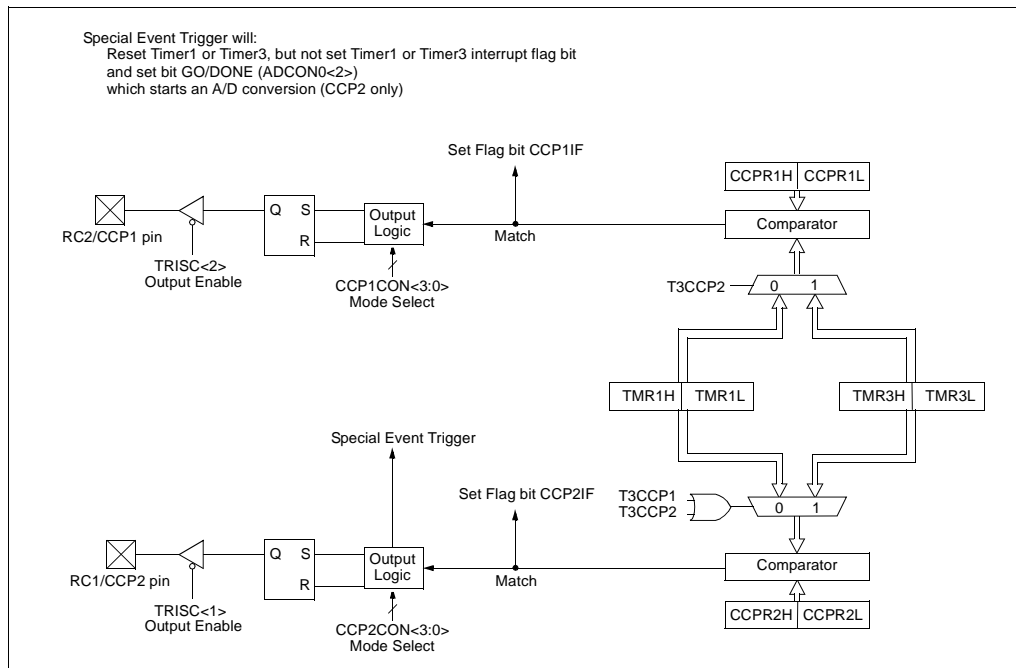 Special Event Trigger will:
Reset Timer1 or Timer3, but not set Timer1 or Timer3 interrupt flag bit
and set bit GO/DONE (ADCON0<2>)
which starts an A/D conversion (CCP2 only)
Set Flag bit CCP1IF
CCPR1H CCPR1L
Q S
R
Output
Logic
Comparator
RC2/CCP1 pin
Match
TRISC<2>
Output Enable
CCP1CON<3:0>
Mode Select
T3CCP2
0 1
TMR1H TMR1L
TMR3H TMR3L
Special Event Trigger
Set Flag bit CCP2IF
T3CCP1
T3CCP2
0 1
Q S
R
Output
Logic
Comparator
RC1/CCP2 pin
Match
TRISC<1>
Output Enable
CCP2CON<3:0>
Mode Select
CCPR2H CCPR2L